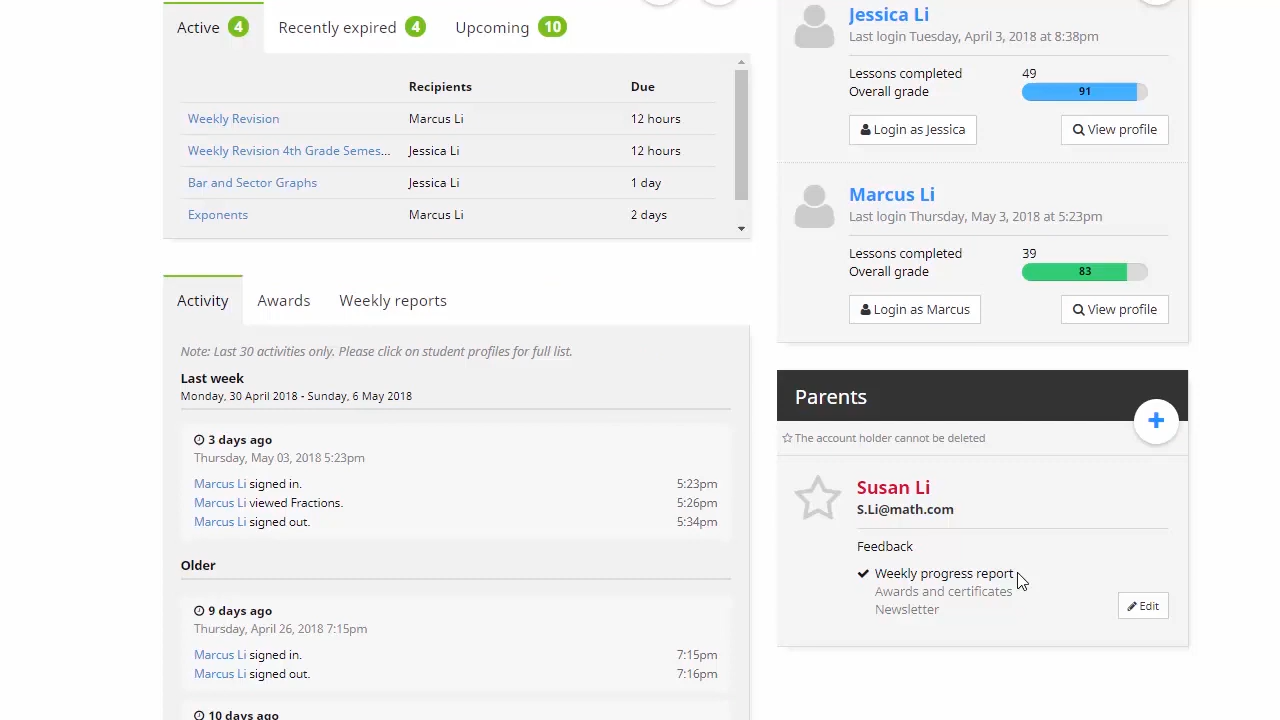 Active 4 Recently expired 4 Upcoming 10
Recipients Due
Weekly Revision Marcus Li 12 hours
Weekly Revision 4th Grade Semes... Jessica Li 12 hours
Bar and Sector Graphs Jessica Li 1 day
Exponents Marcus Li 2 days
Activity Awards Weekly reports
Note: Last 30 activities only. Please click on student profiles for full list.
Last week
Monday, 30 April 2018 - Sunday, 6 May 2018
3 days ago
Thursday, May 03, 2018 5:23pm
Marcus Li signed in. 5:23pm
Marcus Li viewed Fractions. 5:26pm
Marcus Li signed out. 5:34pm
Older
9 days ago
Thursday, April 26, 2018 7:15pm
Marcus Li signed in. 7:15pm
Marcus Li signed out. 7:16pm
10 days ago
Jessica Li
Last login Tuesday, April 3, 2018 at 8:38pm
Lessons completed 49
Overall grade 91
Login as Jessica View profile
Marcus Li
Last login Thursday, May 3, 2018 at 5:23pm
Lessons completed 39
Overall grade 83
Login as Marcus View profile
Parents
+
The account holder cannot be deleted
Susan Li
S.Li@math.com
Feedback
Weekly progress report
Awards and certificates
Newsletter
Edit